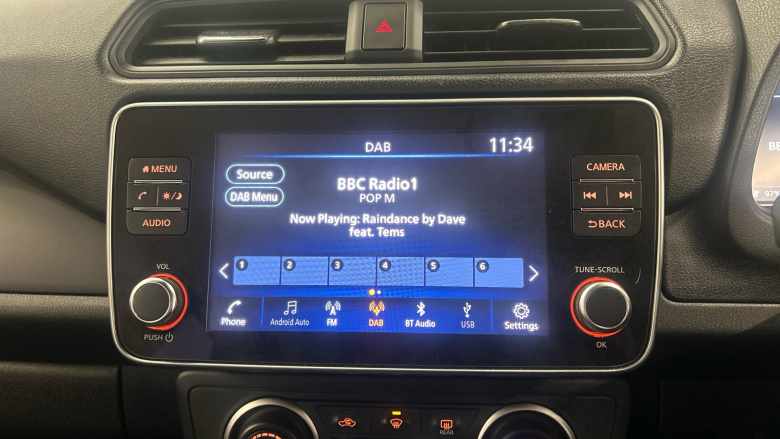 DAB
11:34
MENU
AUDIO
VOL
PUSH
Source
DAB Menu
BBC Radio1
POP M
Now Playing: Raindance by Dave
feat. Tems
1 2 3 4 5 6
Phone Android Auto FM DAB BT Audio USB Settings
CAMERA
BACK
TUNE·SCROLL
OK
REAR